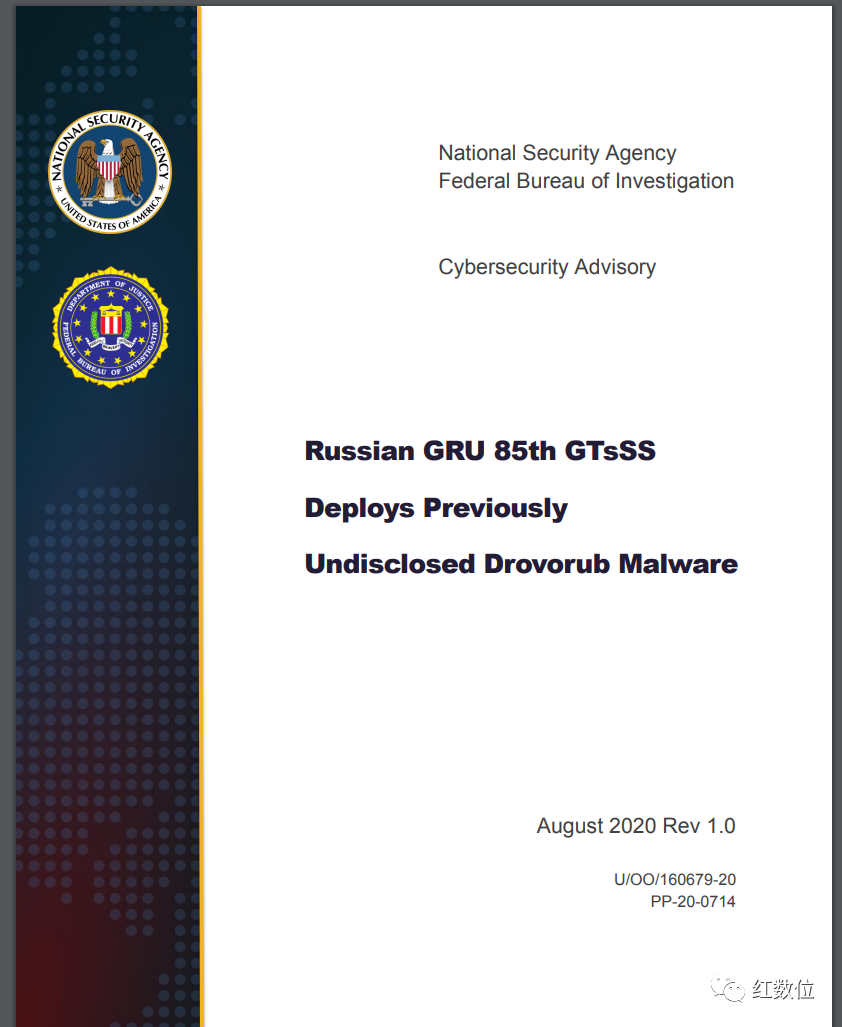 NATIONAL SECURITY AGENCY
UNITED STATES OF AMERICA
DEPARTMENT OF JUSTICE
FEDERAL BUREAU OF INVESTIGATION
National Security Agency
Federal Bureau of Investigation
Cybersecurity Advisory
Russian GRU 85th GTsSS
Deploys Previously
Undisclosed Drovorub Malware
August 2020 Rev 1.0
U/OO/160679-20
PP-20-0714
红数位